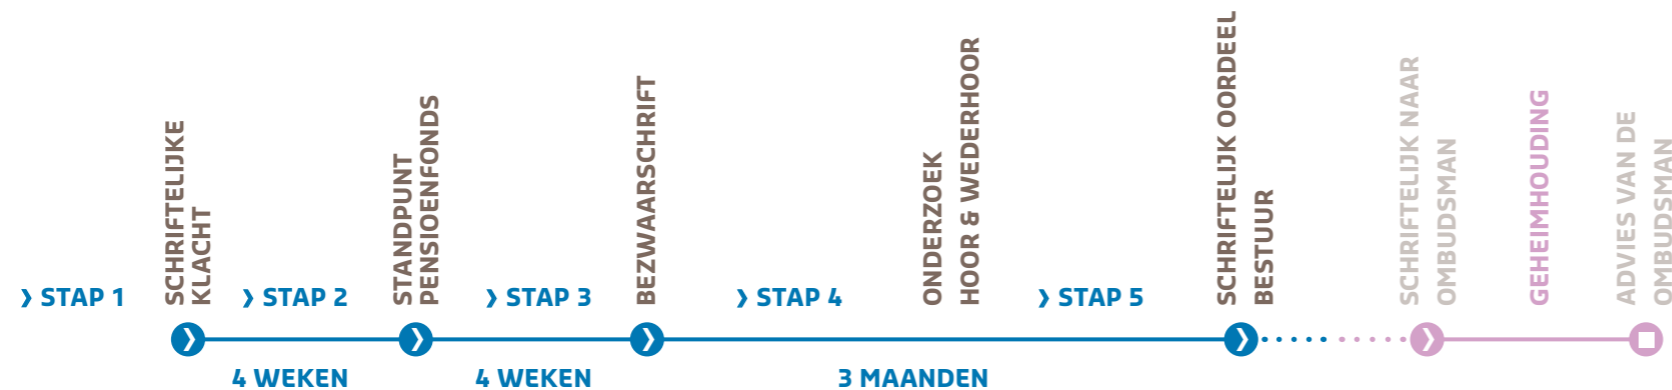 › STAP 1
SCHRIFTELIJKE
KLACHT
› STAP 2
STANDPUNT
PENSIOENFONDS
› STAP 3
BEZWAARSCHRIFT
› STAP 4
ONDERZOEK
HOOR & WEDERHOOR
› STAP 5
SCHRIFTELIJK OORDEEL
BESTUUR
SCHRIFTELIJK NAAR
OMBUDSMAN
GEHEIMHOUDING
ADVIES VAN DE
OMBUDSMAN
4 WEKEN
4 WEKEN
3 MAANDEN